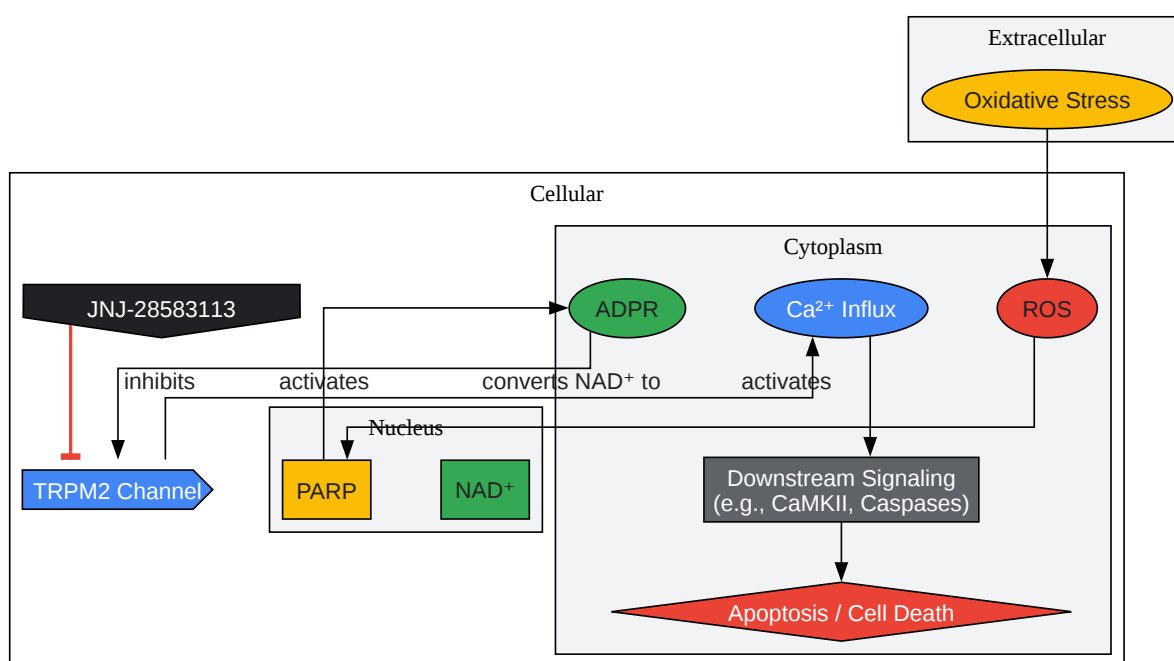 Extracellular
Oxidative Stress
Cellular
Cytoplasm
JNJ-28583113
ADPR
Ca²⁺ Influx
ROS
inhibits
activates
converts NAD⁺ to
activates
Nucleus
TRPM2 Channel
PARP
NAD⁺
Downstream Signaling
(e.g., CaMKII, Caspases)
Apoptosis / Cell Death